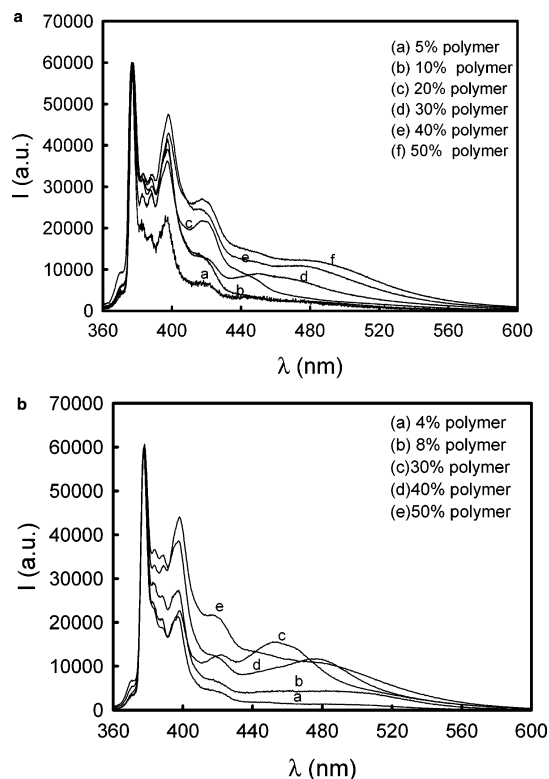 a
70000
60000
50000
40000
30000
20000
10000
0
I (a.u.)
(a) 5% polymer
(b) 10% polymer
(c) 20% polymer
(d) 30% polymer
(e) 40% polymer
(f) 50% polymer
c
e
f
a
b
d
360 400 440 480 520 560 600
λ (nm)
b
70000
60000
50000
40000
30000
20000
10000
0
I (a.u.)
(a) 4% polymer
(b) 8% polymer
(c)30% polymer
(d)40% polymer
(e)50% polymer
e
c
d
b
a
360 400 440 480 520 560 600
λ (nm)